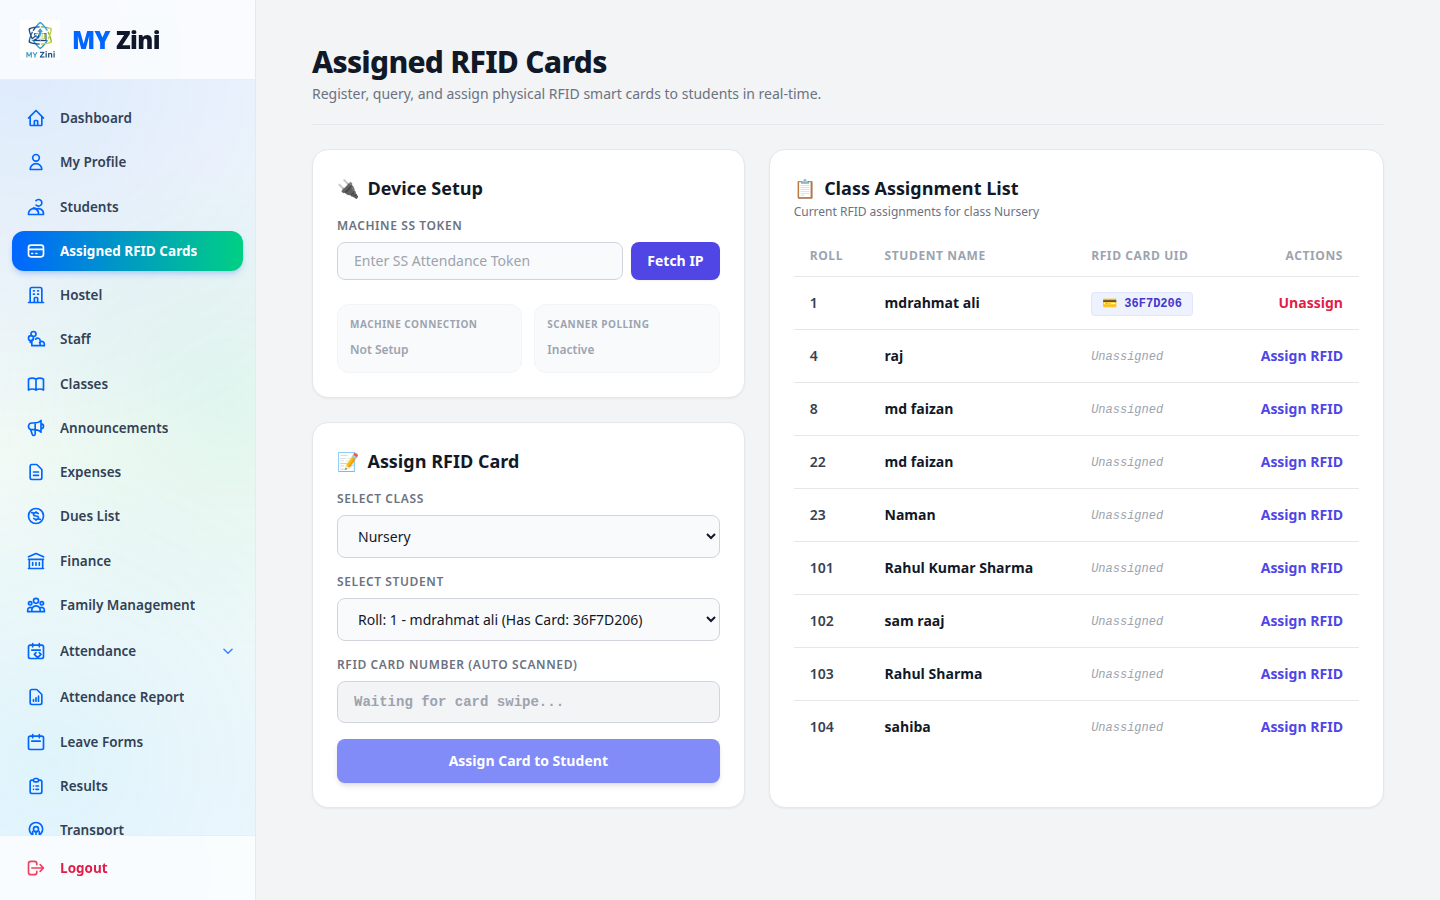 MY Zini
MY Zini
Dashboard
My Profile
Students
Assigned RFID Cards
Hostel
Staff
Classes
Announcements
Expenses
Dues List
Finance
Family Management
Attendance
Attendance Report
Leave Forms
Results
Transport
Logout
Assigned RFID Cards
Register, query, and assign physical RFID smart cards to students in real-time.
Device Setup
MACHINE SS TOKEN
Enter SS Attendance Token
Fetch IP
MACHINE CONNECTION
Not Setup
SCANNER POLLING
Inactive
Assign RFID Card
SELECT CLASS
Nursery
SELECT STUDENT
Roll: 1 - mdrahmat ali (Has Card: 36F7D206)
RFID CARD NUMBER (AUTO SCANNED)
Waiting for card swipe...
Assign Card to Student
Class Assignment List
Current RFID assignments for class Nursery
ROLL STUDENT NAME RFID CARD UID ACTIONS
1 mdrahmat ali 36F7D206 Unassign
4 raj Unassigned Assign RFID
8 md faizan Unassigned Assign RFID
22 md faizan Unassigned Assign RFID
23 Naman Unassigned Assign RFID
101 Rahul Kumar Sharma Unassigned Assign RFID
102 sam raaj Unassigned Assign RFID
103 Rahul Sharma Unassigned Assign RFID
104 sahiba Unassigned Assign RFID